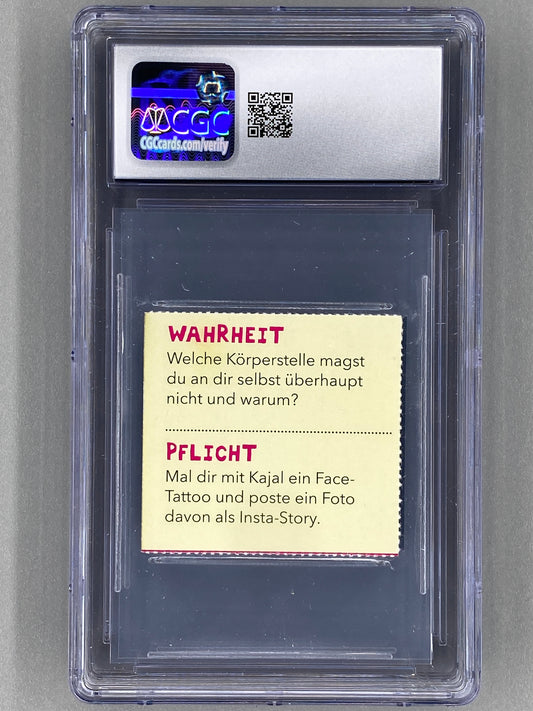 CGC
CGCcards.com/verify
WAHRHEIT
Welche Körperstelle magst
du an dir selbst überhaupt
nicht und warum?
PFLICHT
Mal dir mit Kajal ein Face-
Tattoo und poste ein Foto
davon als Insta-Story.